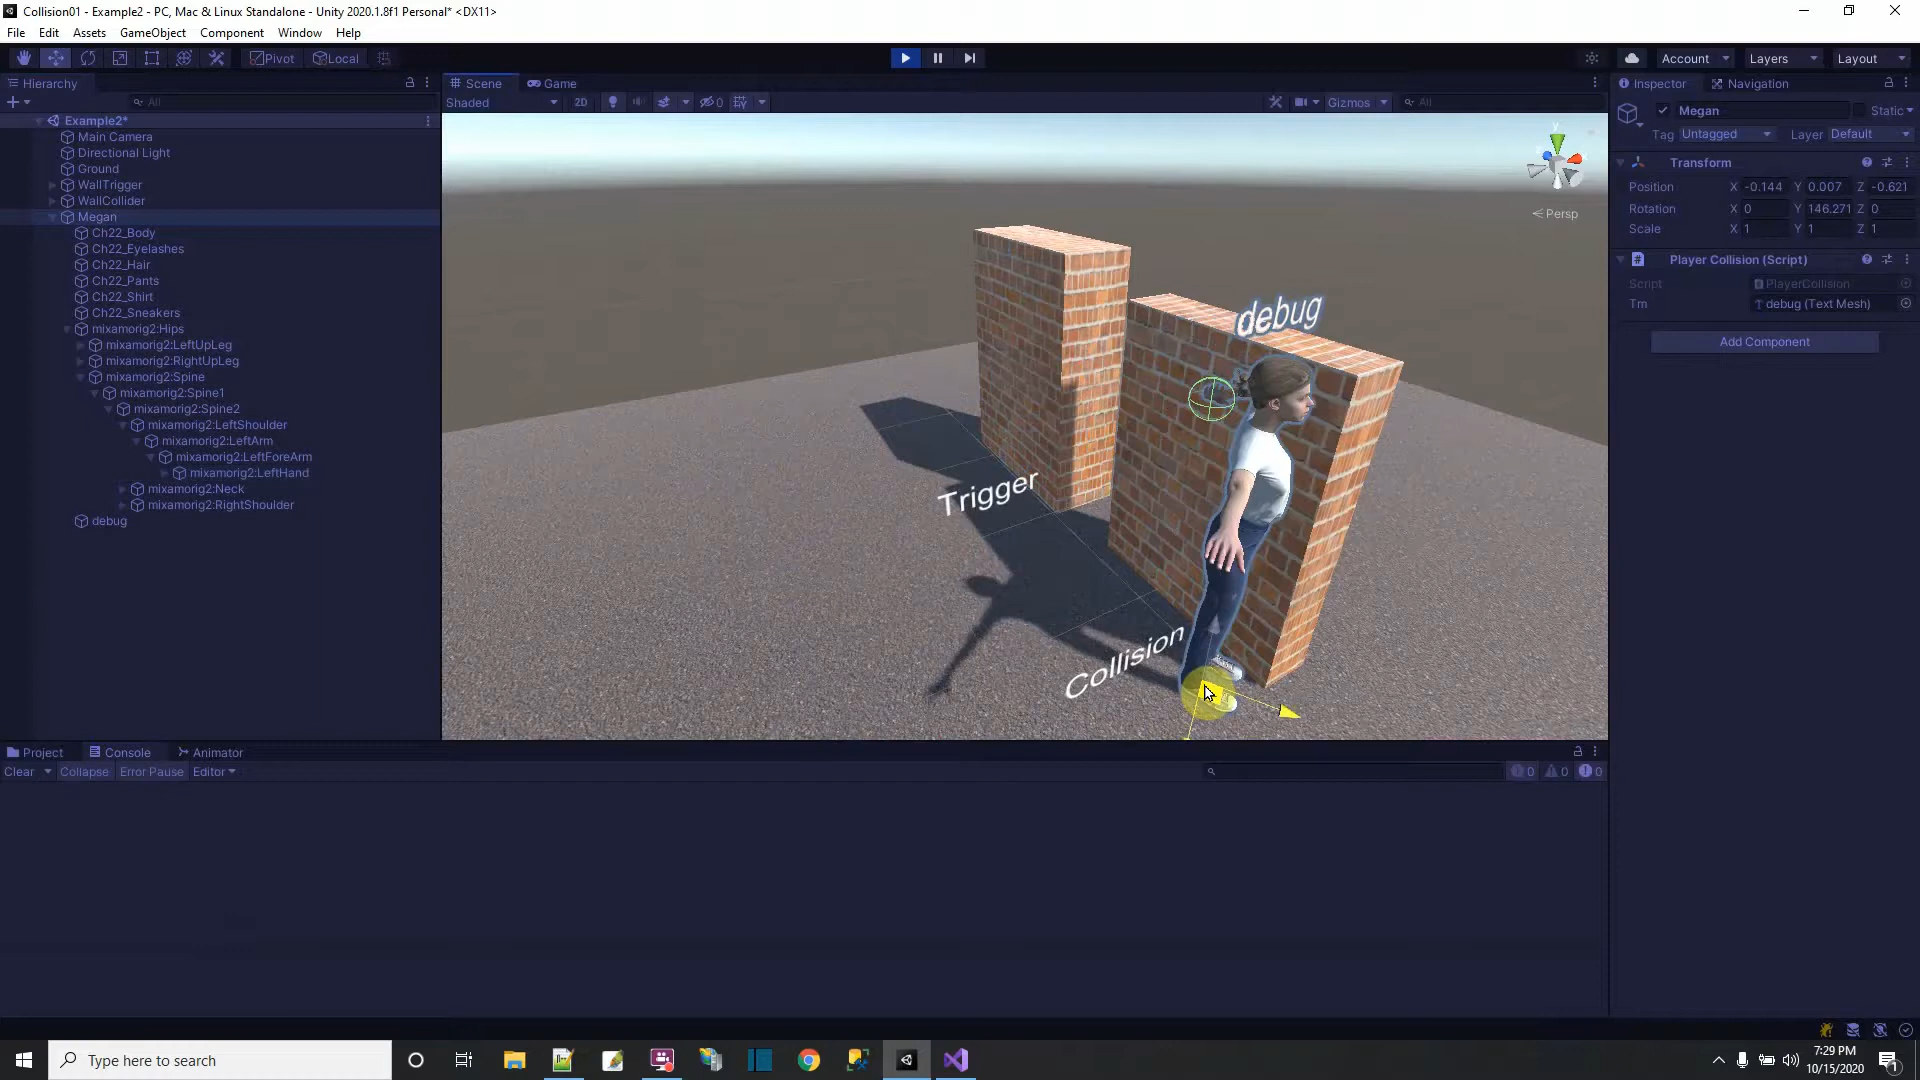 Collision01 - Example2 - PC, Mac & Linux Standalone - Unity 2020.1.8f1 Personal* <DX11>
File Edit Assets GameObject Component Window Help
Pivot Local Account Layers Layout
Hierarchy
All
Example2*
Main Camera
Directional Light
Ground
WallTrigger
WallCollider
Megan
Ch22_Body
Ch22_Eyelashes
Ch22_Hair
Ch22_Pants
Ch22_Shirt
Ch22_Sneakers
mixamorig2:Hips
mixamorig2:LeftUpLeg
mixamorig2:RightUpLeg
mixamorig2:Spine
mixamorig2:Spine1
mixamorig2:Spine2
mixamorig2:LeftShoulder
mixamorig2:LeftArm
mixamorig2:LeftForeArm
mixamorig2:LeftHand
mixamorig2:Neck
mixamorig2:RightShoulder
debug
Scene Game
Shaded 2D 0 Gizmos All
y
Persp
debug
Trigger
Collision
Inspector Navigation
Megan Static
Tag Untagged Layer Default
Transform
Position X -0.144 Y 0.007 Z -0.621
Rotation X 0 Y 146.271 Z 0
Scale X 1 Y 1 Z 1
Player Collision (Script)
Script PlayerCollision
Tm debug (Text Mesh)
Add Component
Project Console Animator
Clear Collapse Error Pause Editor 0 0 0
Type here to search
7:29 PM
10/15/2020
1